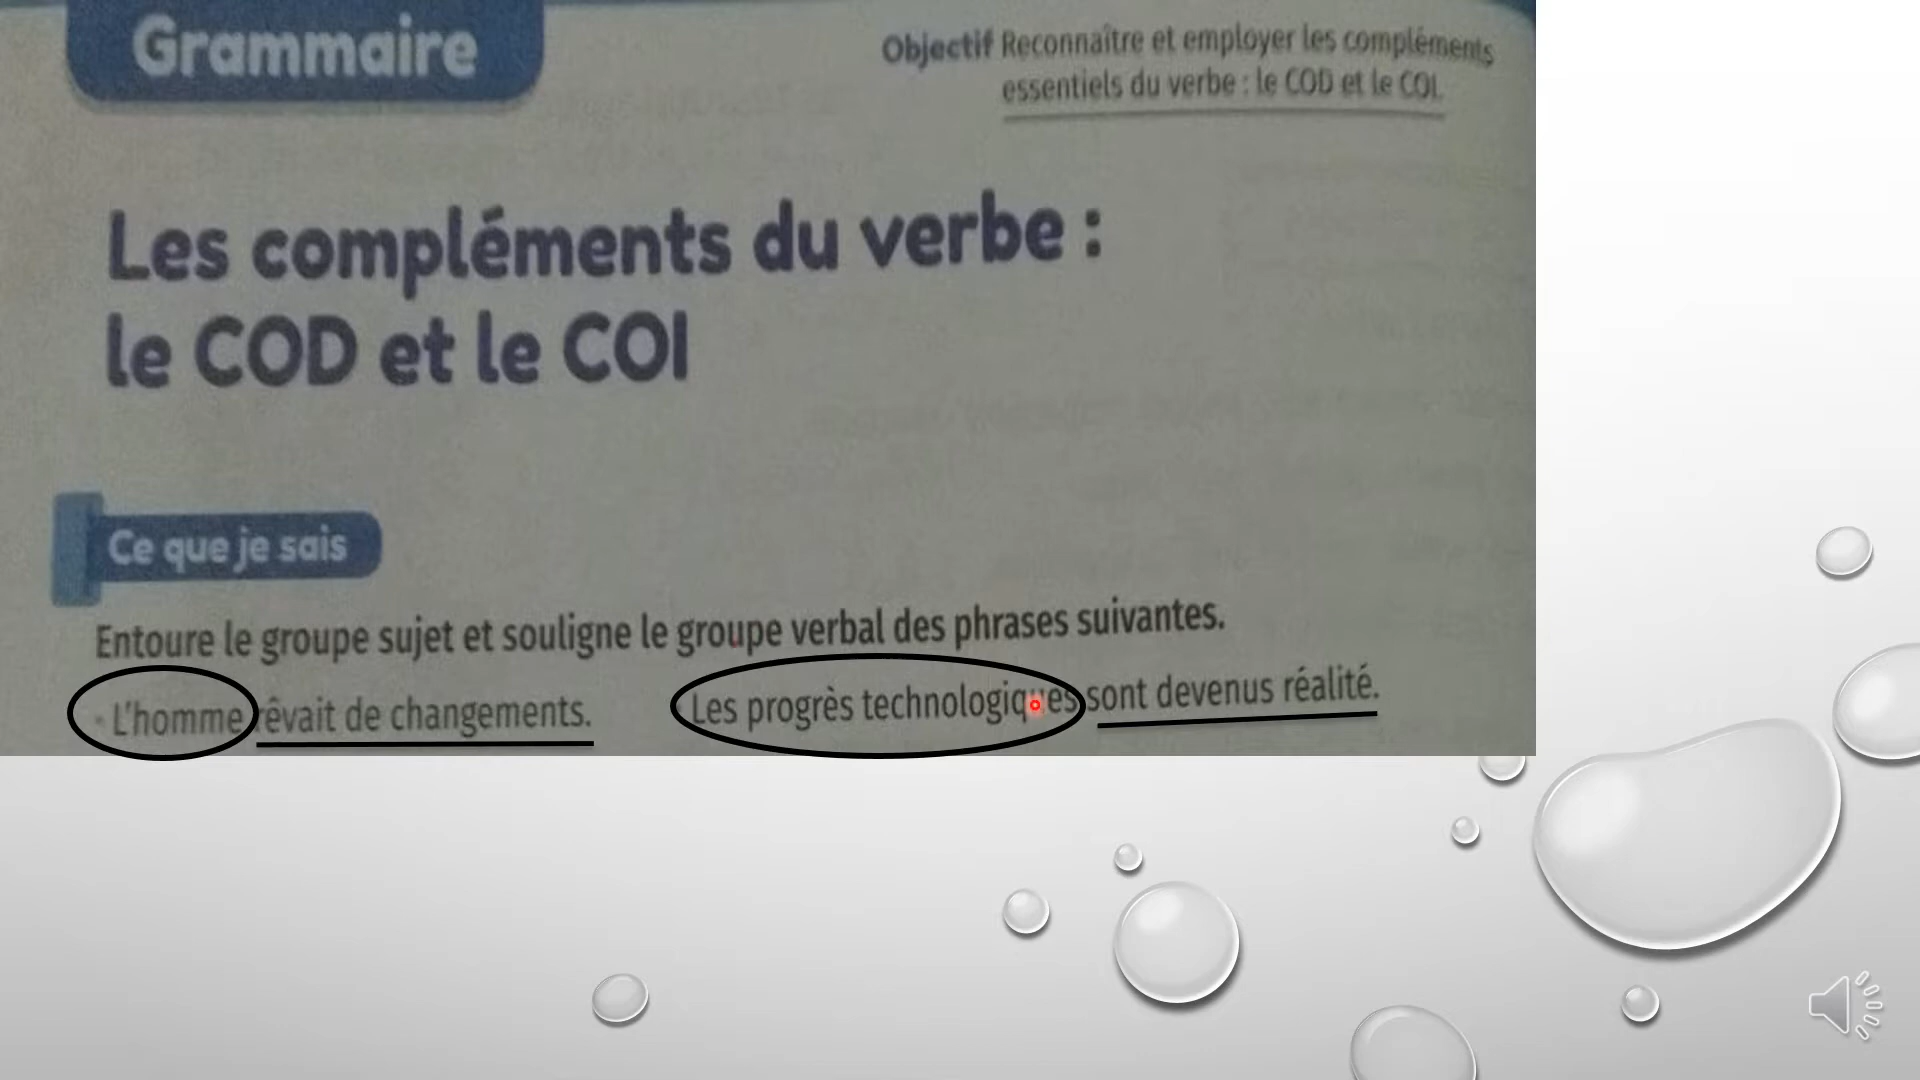 Grammaire
Objectif Reconnaître et employer les compléments
essentiels du verbe : le COD et le COI.
Les compléments du verbe :
le COD et le COI
Ce que je sais
Entoure le groupe sujet et souligne le groupe verbal des phrases suivantes.
• L'homme rêvait de changements. Les progrès technologiques sont devenus réalité.